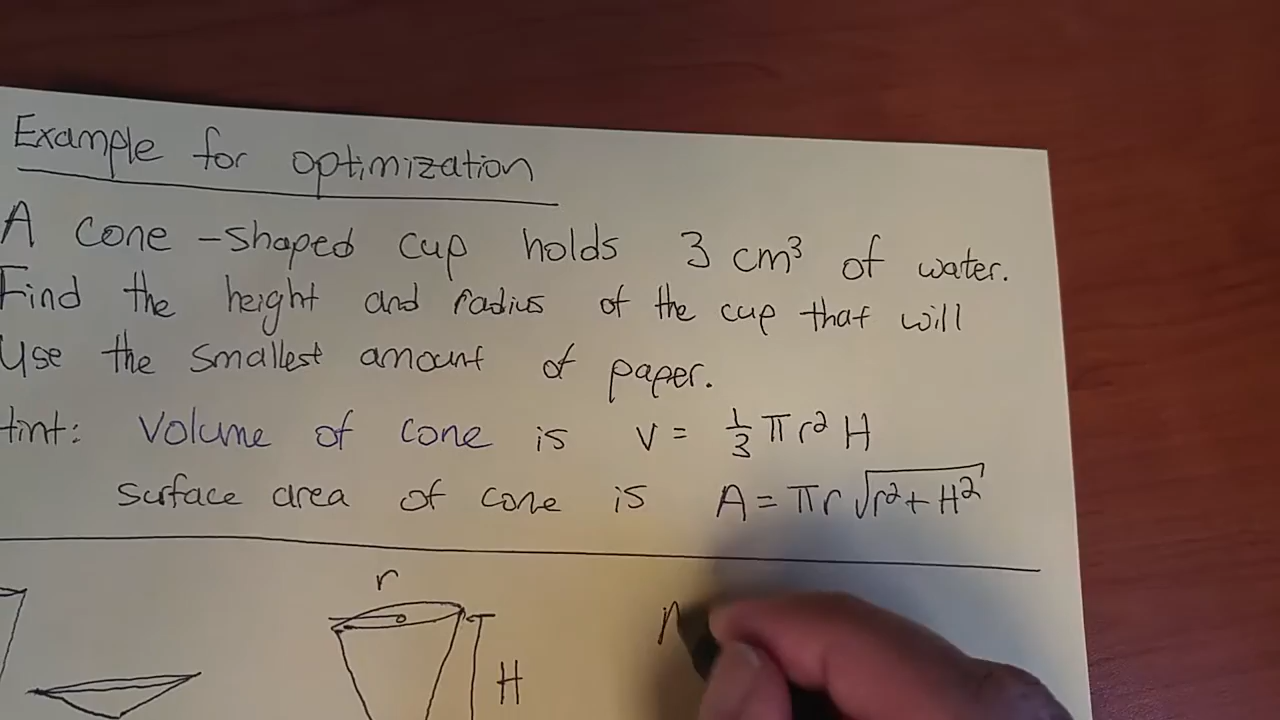 Example for optimization
A cone-shaped cup holds 3 cm³ of water.
Find the height and radius of the cup that will
Use the smallest amount of paper.
Hint: Volume of cone is V = 1/3 πr² H
Surface area of cone is A = πr √(r²+H²)
r
H